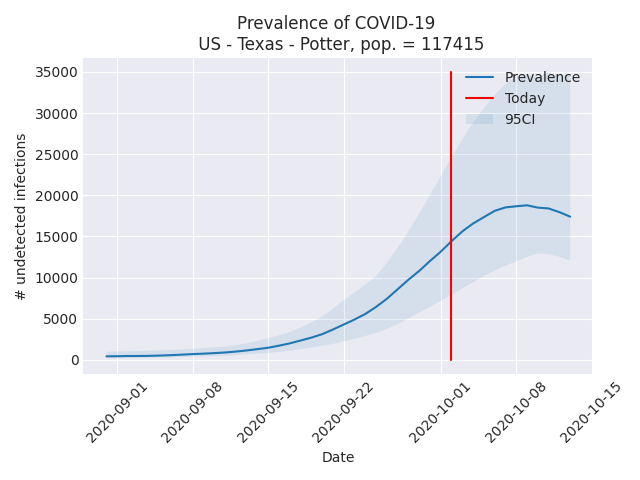 Prevalence of COVID-19
US - Texas - Potter, pop. = 117415
35000
30000
25000
20000
15000
10000
5000
0
# undetected infections
Prevalence
Today
95CI
2020-09-01
2020-09-08
2020-09-15
2020-09-22
2020-10-01
2020-10-08
2020-10-15
Date